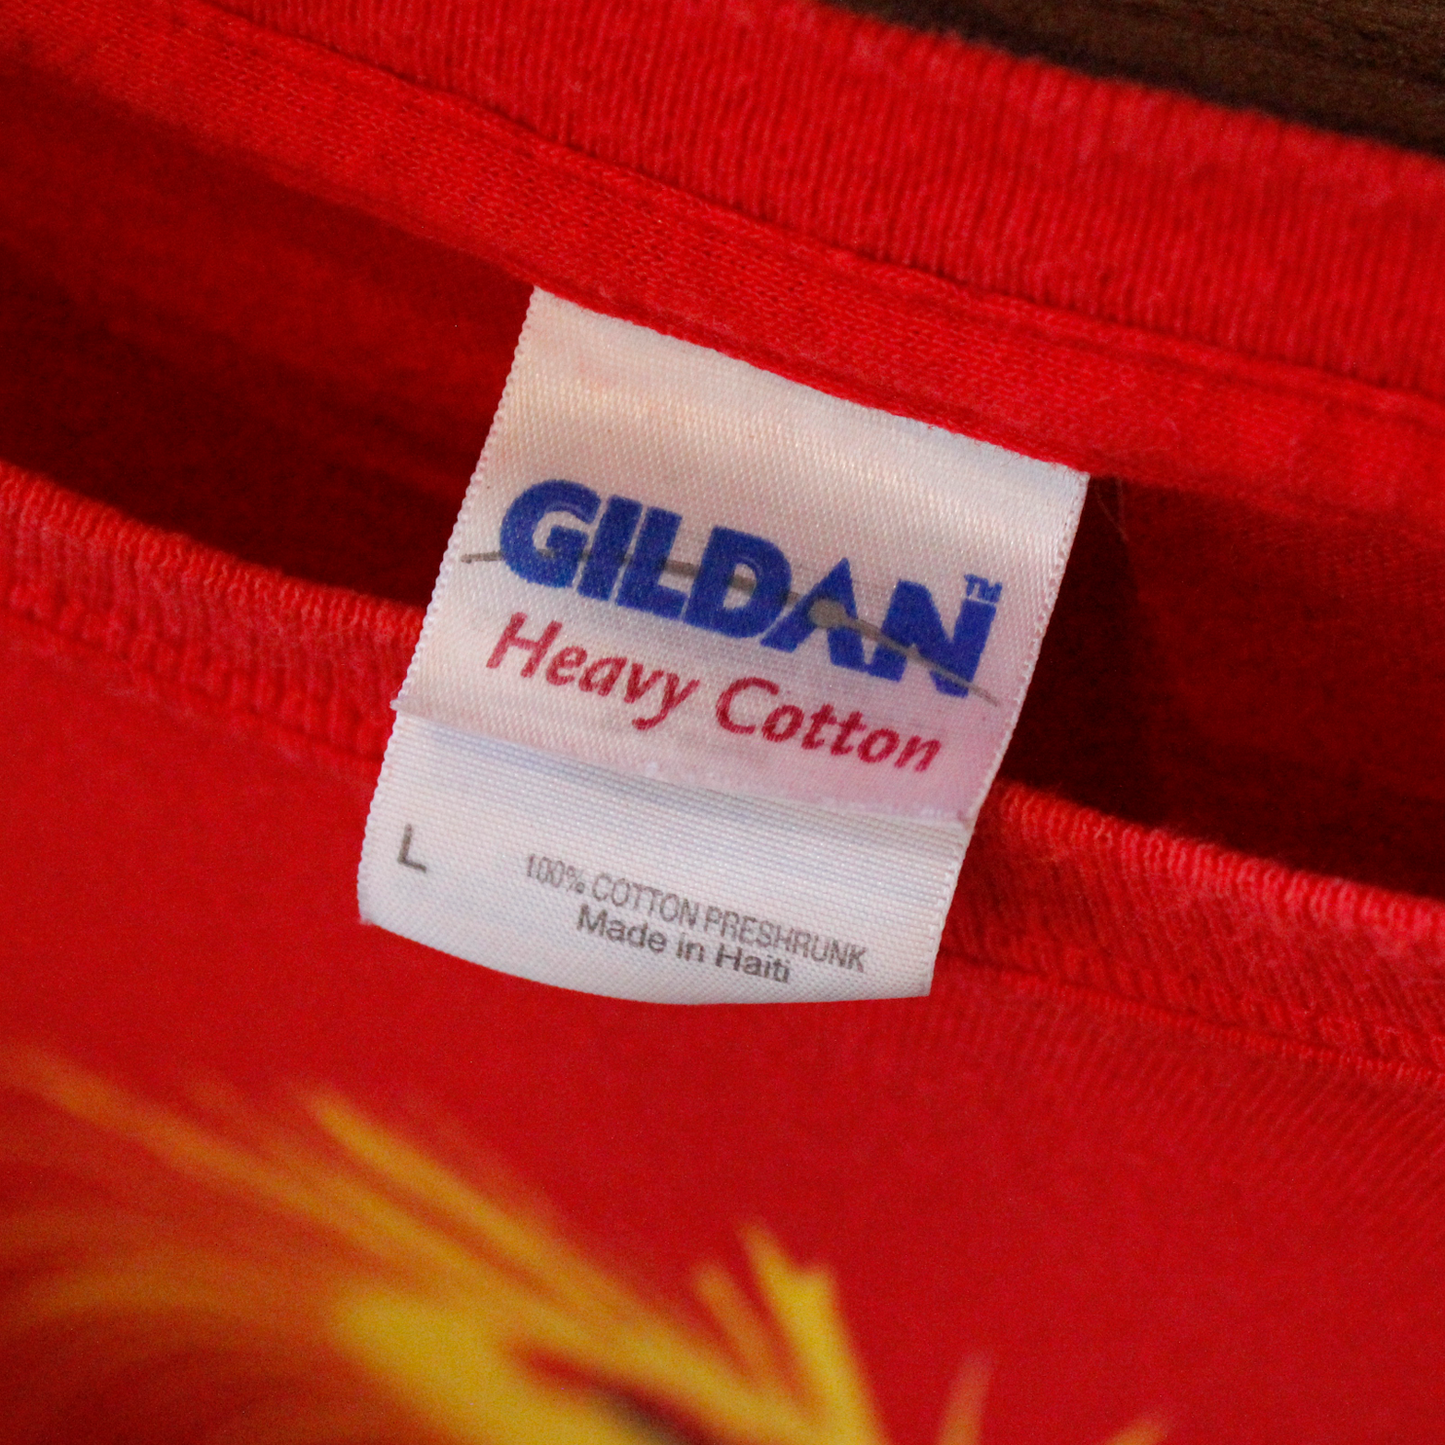 GILDAN™
Heavy Cotton
L
100% COTTON PRESHRUNK
Made in Haiti